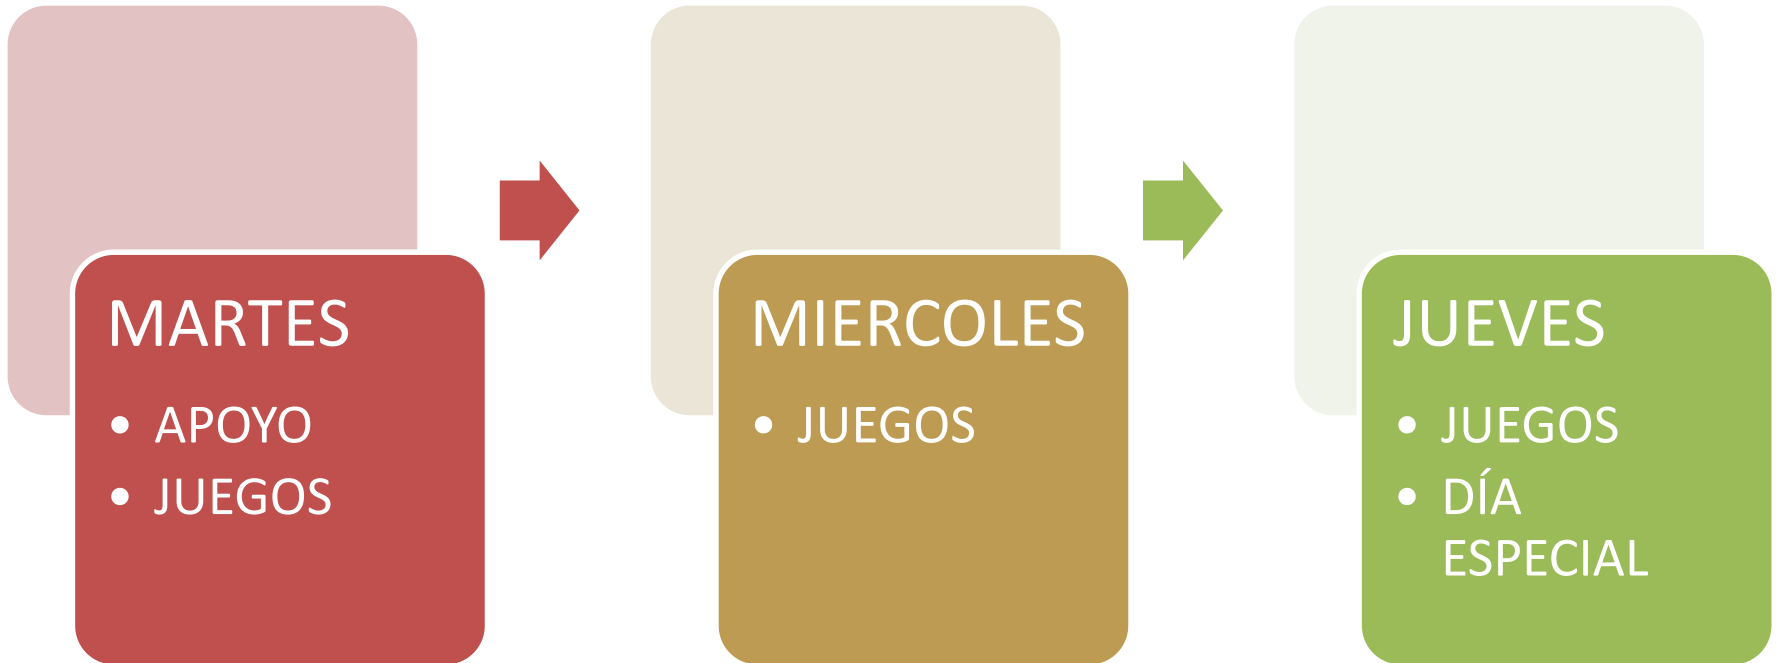 MARTES
• APOYO
• JUEGOS
MIERCOLES
• JUEGOS
JUEVES
• JUEGOS
• DÍA
ESPECIAL